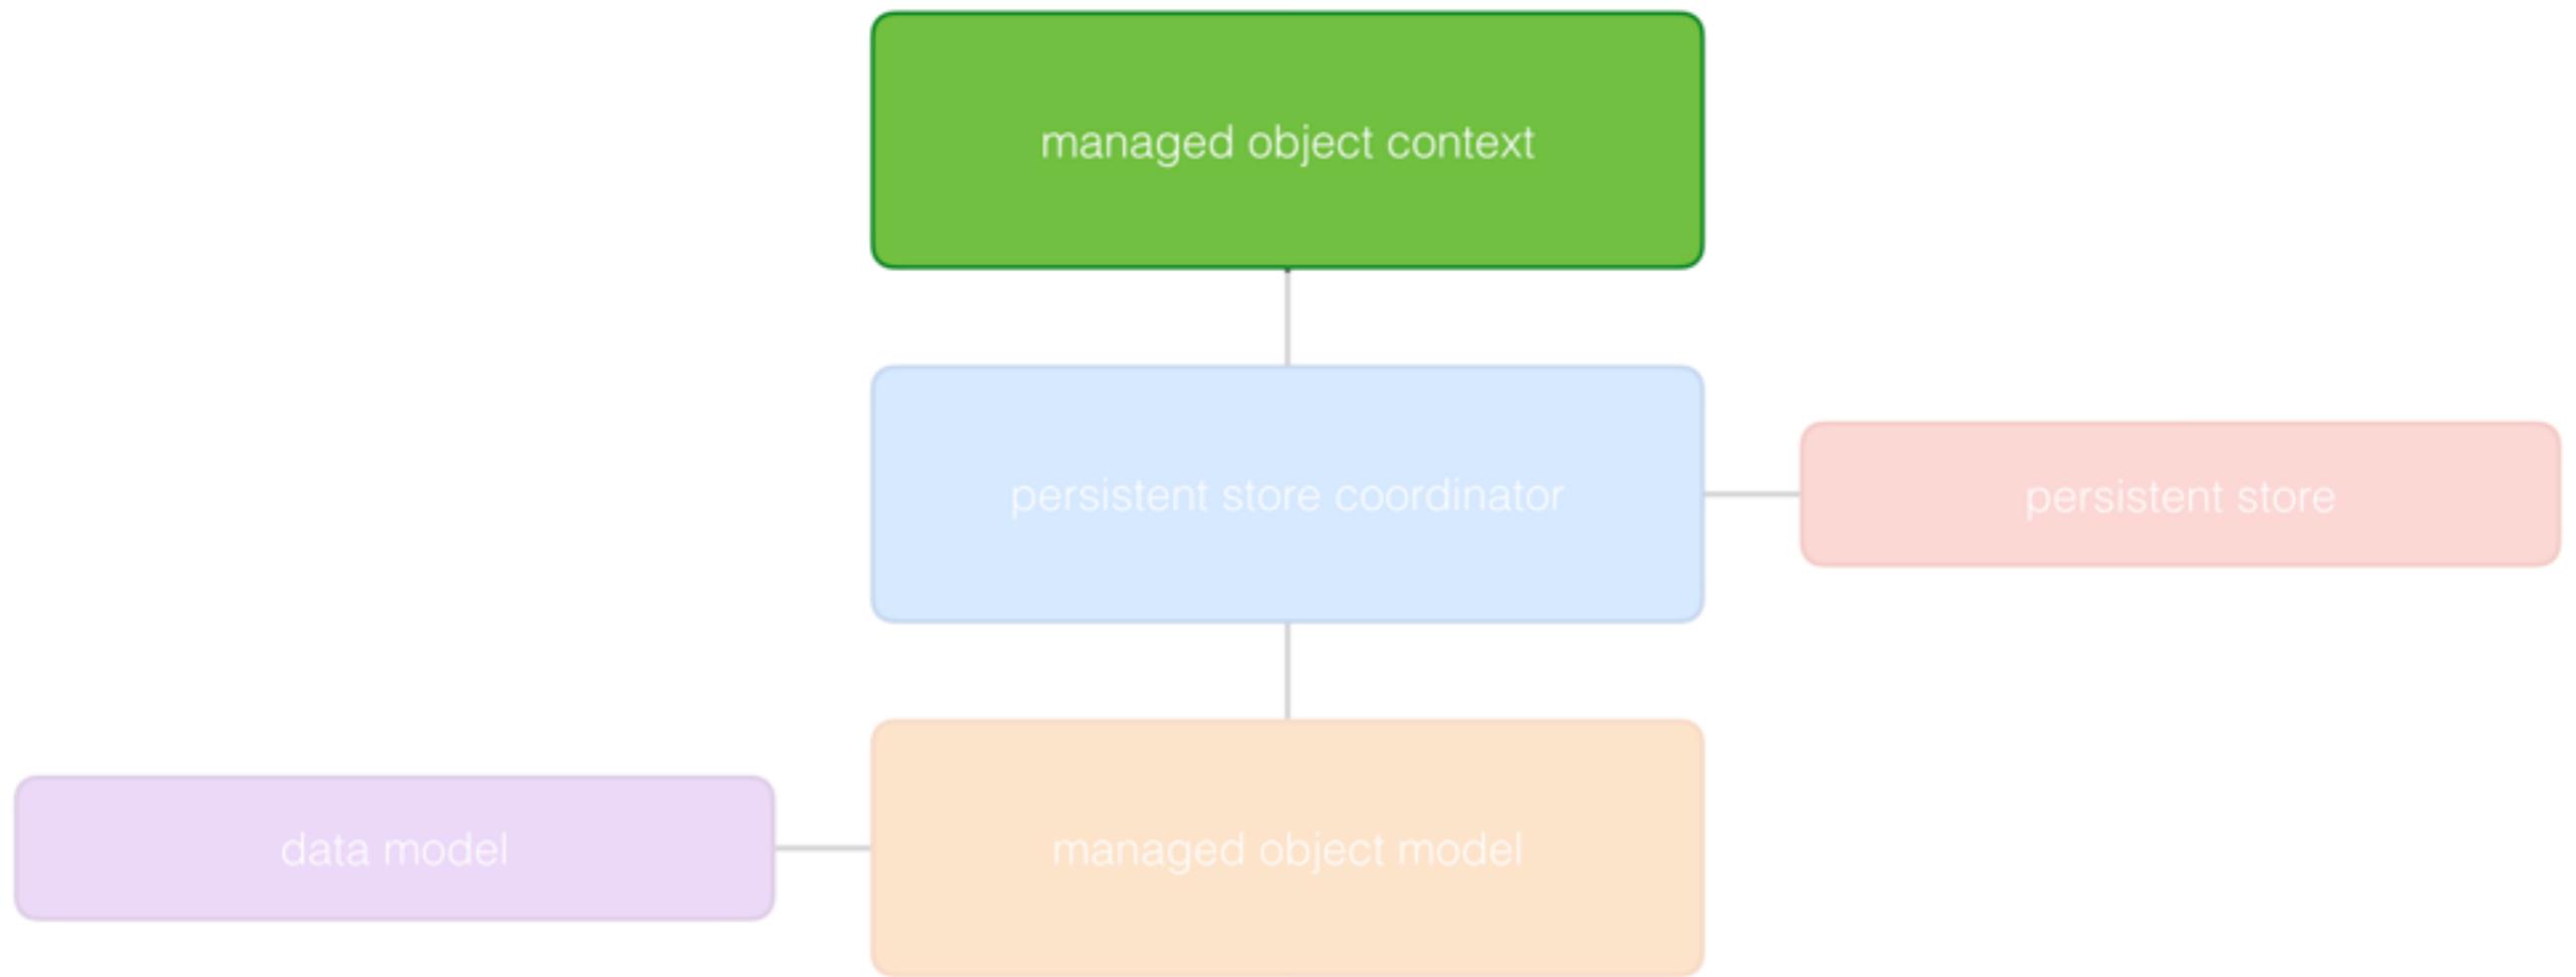 managed object context
persistent store coordinator
persistent store
data model
managed object model